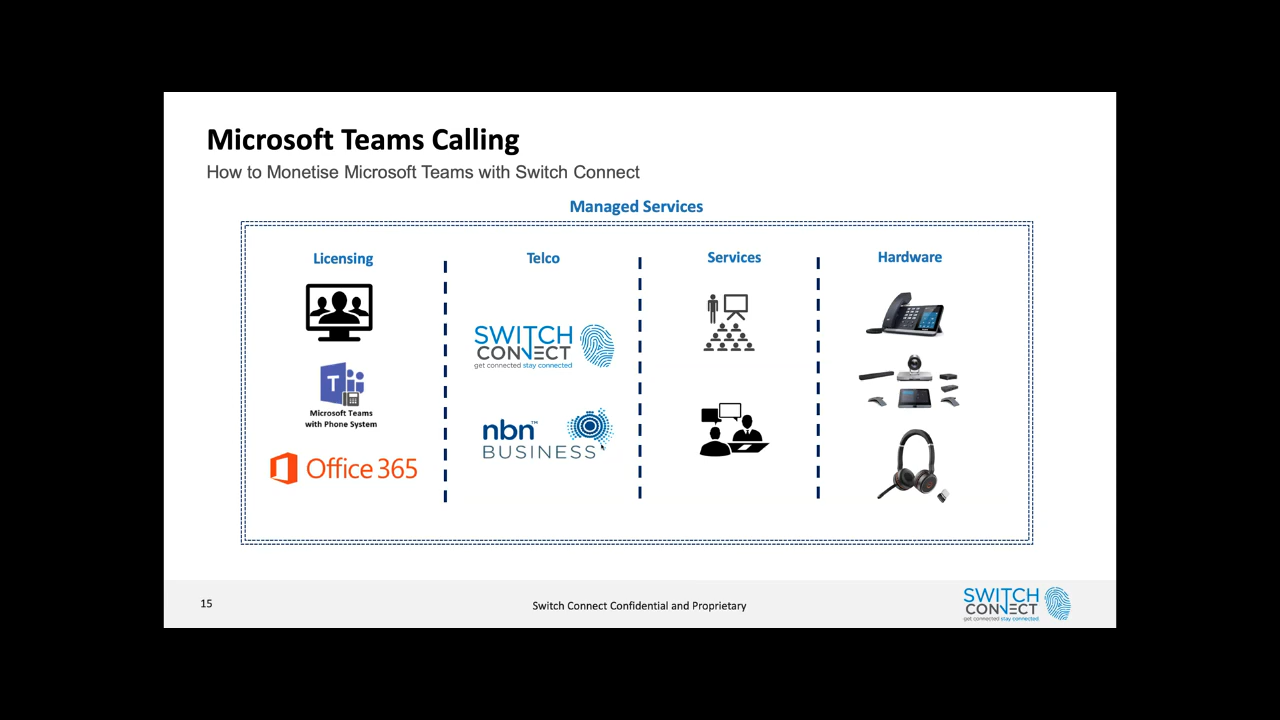 Microsoft Teams Calling
How to Monetise Microsoft Teams with Switch Connect
Managed Services
Licensing
Telco
Services
Hardware
SWITCH
CONNECT
get connected stay connected
T
Microsoft Teams
with Phone System
Office 365
nbn™
BUSINESS
15
Switch Connect Confidential and Proprietary
SWITCH
CONNECT
get connected stay connected